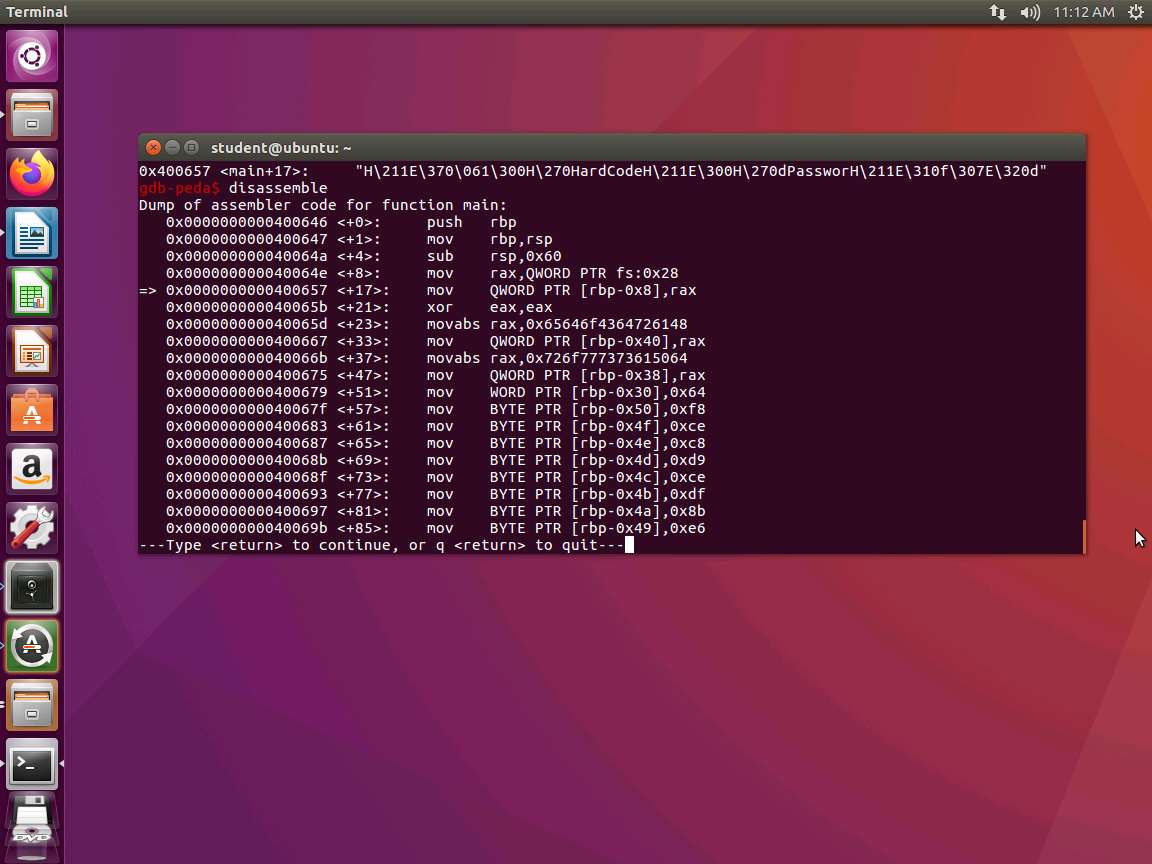 Terminal
11:12 AM
student@ubuntu: ~
0x400657 <main+17>:     "H\211E\370\061\300H\270HardCodeH\211E\300H\270dPassworH\211E\310f\307E\320d"
gdb-peda$ disassemble
Dump of assembler code for function main:
   0x0000000000400646 <+0>:     push   rbp
   0x0000000000400647 <+1>:     mov    rbp,rsp
   0x000000000040064a <+4>:     sub    rsp,0x60
   0x000000000040064e <+8>:     mov    rax,QWORD PTR fs:0x28
=> 0x0000000000400657 <+17>:    mov    QWORD PTR [rbp-0x8],rax
   0x000000000040065b <+21>:    xor    eax,eax
   0x000000000040065d <+23>:    movabs rax,0x65646f4364726148
   0x0000000000400667 <+33>:    mov    QWORD PTR [rbp-0x40],rax
   0x000000000040066b <+37>:    movabs rax,0x726f777373615064
   0x0000000000400675 <+47>:    mov    QWORD PTR [rbp-0x38],rax
   0x0000000000400679 <+51>:    mov    WORD PTR [rbp-0x30],0x64
   0x000000000040067f <+57>:    mov    BYTE PTR [rbp-0x50],0xf8
   0x0000000000400683 <+61>:    mov    BYTE PTR [rbp-0x4f],0xce
   0x0000000000400687 <+65>:    mov    BYTE PTR [rbp-0x4e],0xc8
   0x000000000040068b <+69>:    mov    BYTE PTR [rbp-0x4d],0xd9
   0x000000000040068f <+73>:    mov    BYTE PTR [rbp-0x4c],0xce
   0x0000000000400693 <+77>:    mov    BYTE PTR [rbp-0x4b],0xdf
   0x0000000000400697 <+81>:    mov    BYTE PTR [rbp-0x4a],0x8b
   0x000000000040069b <+85>:    mov    BYTE PTR [rbp-0x49],0xe6
---Type <return> to continue, or q <return> to quit---
A
a
A
>_
DVD